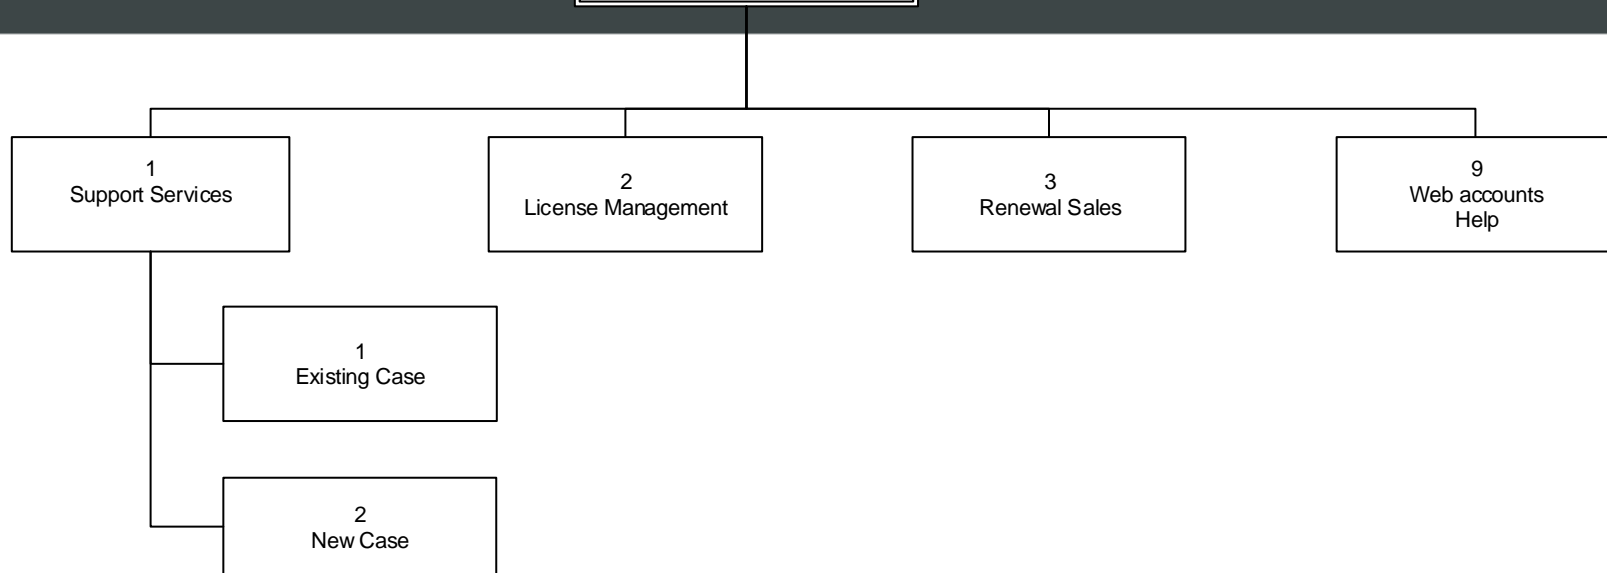 1
Support Services
2
License Management
3
Renewal Sales
9
Web accounts
Help
1
Existing Case
2
New Case